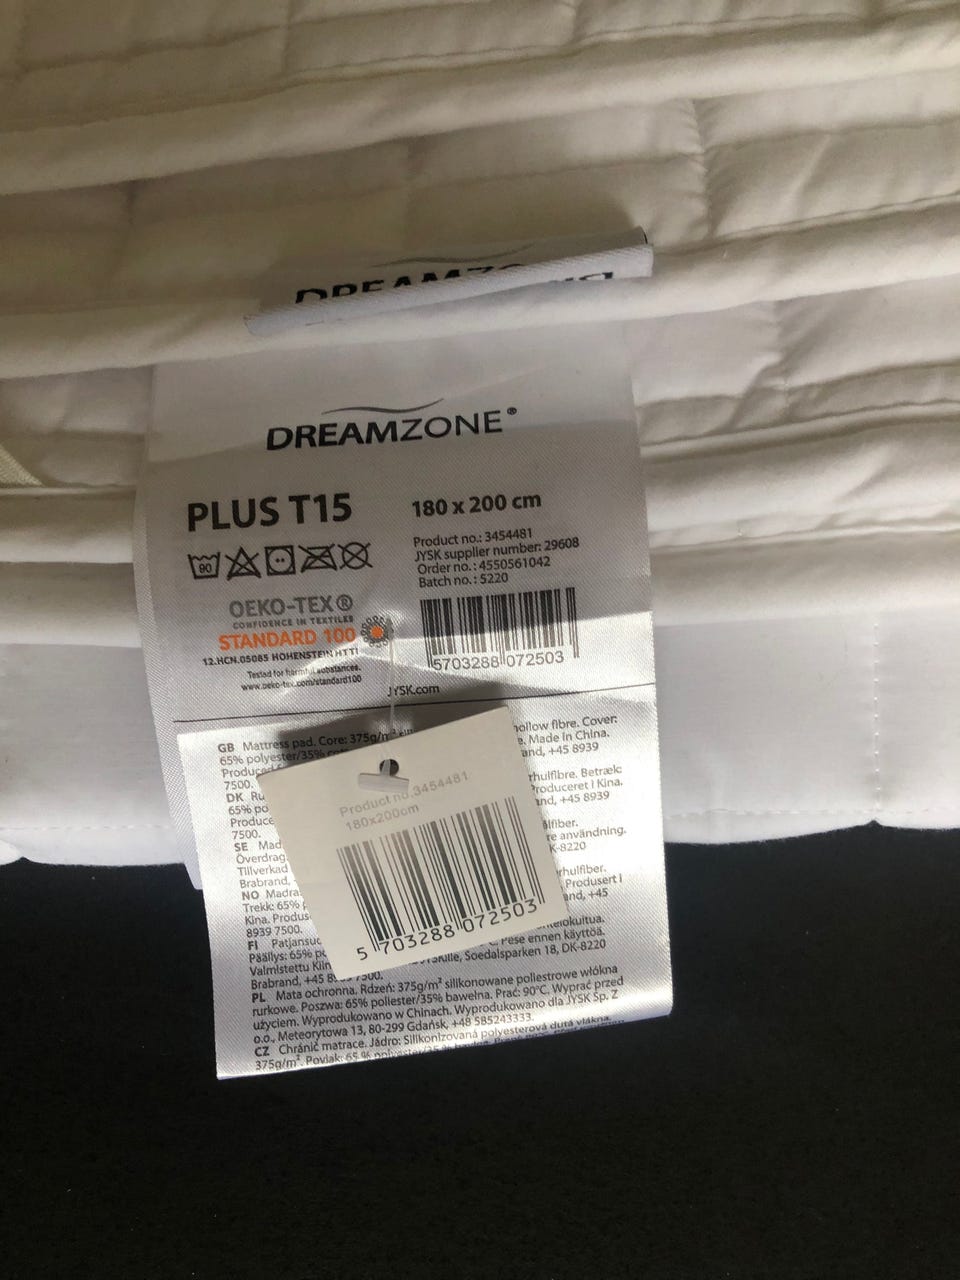 DREAMZONE
DREAMZONE®
PLUS T15
180 x 200 cm
Product no.: 3454481
JYSK supplier number: 29608
Order no.: 4550561042
Batch no.: 5220
90
OEKO-TEX®
CONFIDENCE IN TEXTILES
STANDARD 100
12.HCN.05085 HOHENSTEIN HTTI
Tested for harmful substances.
www.oeko-tex.com/standard100
5703288 072503
JYSK.com
GB Mattress pad. Core: 375g/m² hollow fibre. Cover:
65% polyester/35% Made in China.
Produced and, +45 8939
7500.
DK rhulfibre. Betræk:
65% Produceret i Kina.
Produce and, +45 8939
7500.
SE
Överdrag. re användning.
Tillverkad K-8220
Brabrand,
NO rhulfiber.
Trekk: 65% Produsert i
Kina. and, +45
8939 7500.
FI
Päällys: 65% Pese ennen käyttöä.
Valmistettu Soedalsparken 18, DK-8220
Brabrand, +45
PL Mata ochronna. Rdzeń: 375g/m² silikonowane poliestrowe włókna
rurkowe. Poszwa: 65% poliester/35% bawełna. Prać: 90°C. Wyprać przed
użyciem. Wyprodukowano w Chinach. Wyprodukowano dla JYSK Sp. Z
o.o., Meteorytowa 13, 80-299 Gdańsk, +48 585243333.
CZ Chránič matrace. Jádro: Silikonizovaná polyesterová dutá vlákna.
375g/m². Povlak: 65 %
Product no.3454481
180x200cm
5 703288 072503